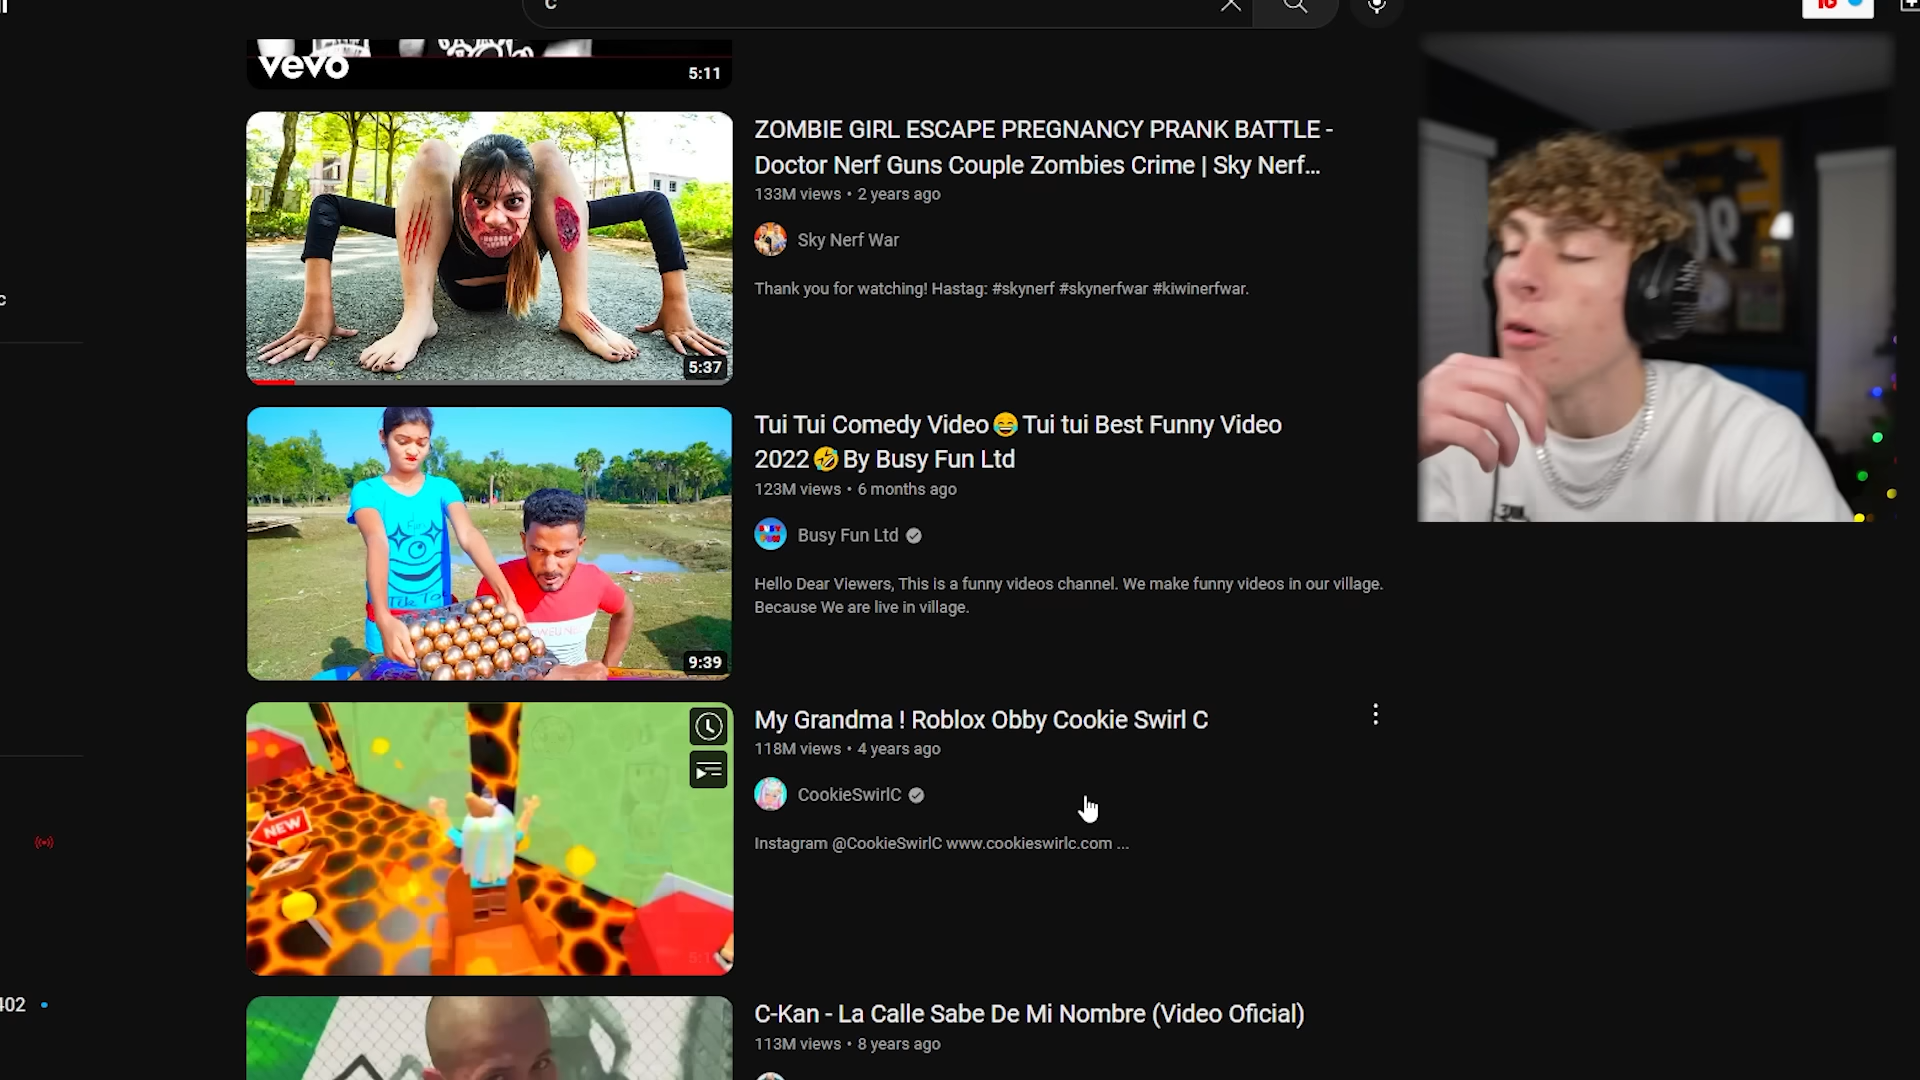 c
vevo
5:11
ZOMBIE GIRL ESCAPE PREGNANCY PRANK BATTLE -
Doctor Nerf Guns Couple Zombies Crime | Sky Nerf...
133M views • 2 years ago
Sky Nerf War
Thank you for watching! Hastag: #skynerf #skynerfwar #kiwinerfwar.
5:37
c
Tui Tui Comedy Video😂Tui tui Best Funny Video
2022🤣By Busy Fun Ltd
123M views • 6 months ago
BUSY FUN
Busy Fun Ltd
Hello Dear Viewers, This is a funny videos channel. We make funny videos in our village.
Because We are live in village.
Tik To
9:39
My Grandma ! Roblox Obby Cookie Swirl C
118M views • 4 years ago
CookieSwirlC
Instagram @CookieSwirlC www.cookieswirlc.com ...
NEW
402
C-Kan - La Calle Sabe De Mi Nombre (Video Oficial)
113M views • 8 years ago